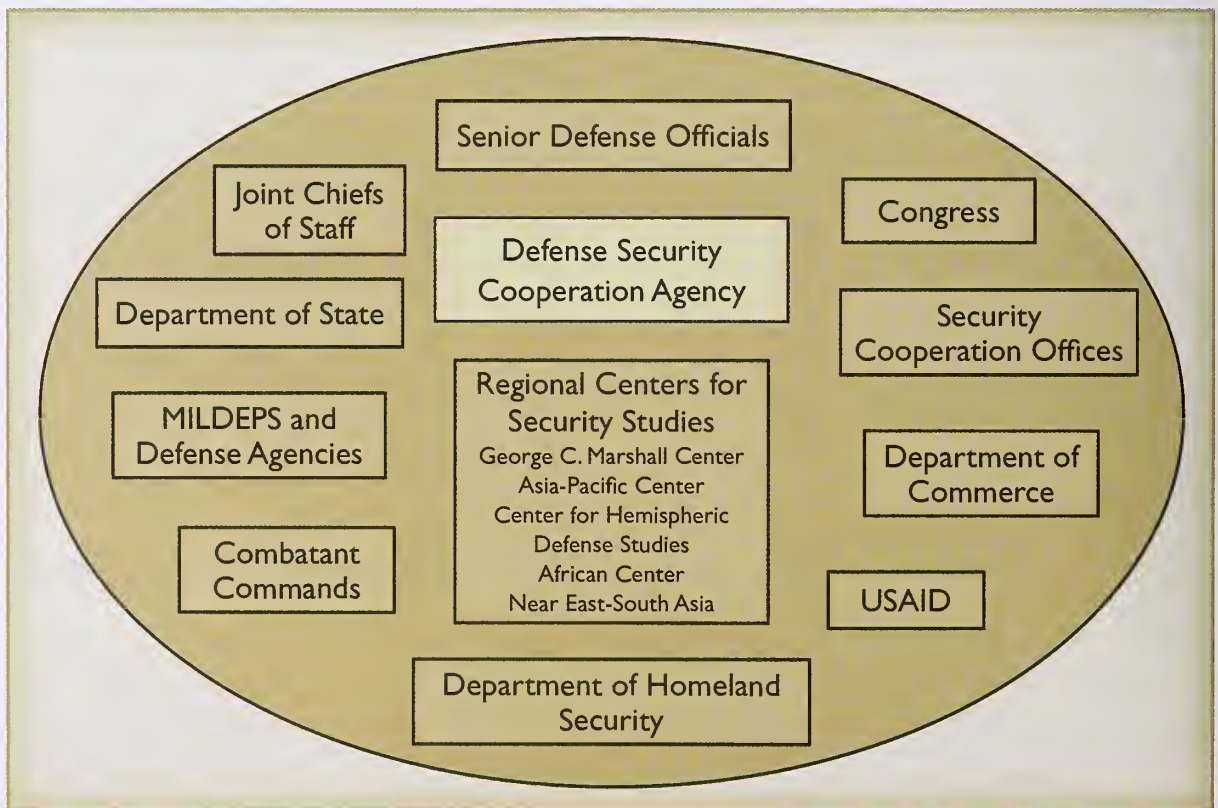 Senior Defense Officials
Joint Chiefs
of Staff
Congress
Defense Security
Cooperation Agency
Department of State
Security
Cooperation Offices
MILDEPS and
Defense Agencies
Regional Centers for
Security Studies
George C. Marshall Center
Asia-Pacific Center
Center for Hemispheric
Defense Studies
African Center
Near East-South Asia
Department of
Commerce
Combatant
Commands
USAID
Department of Homeland
Security